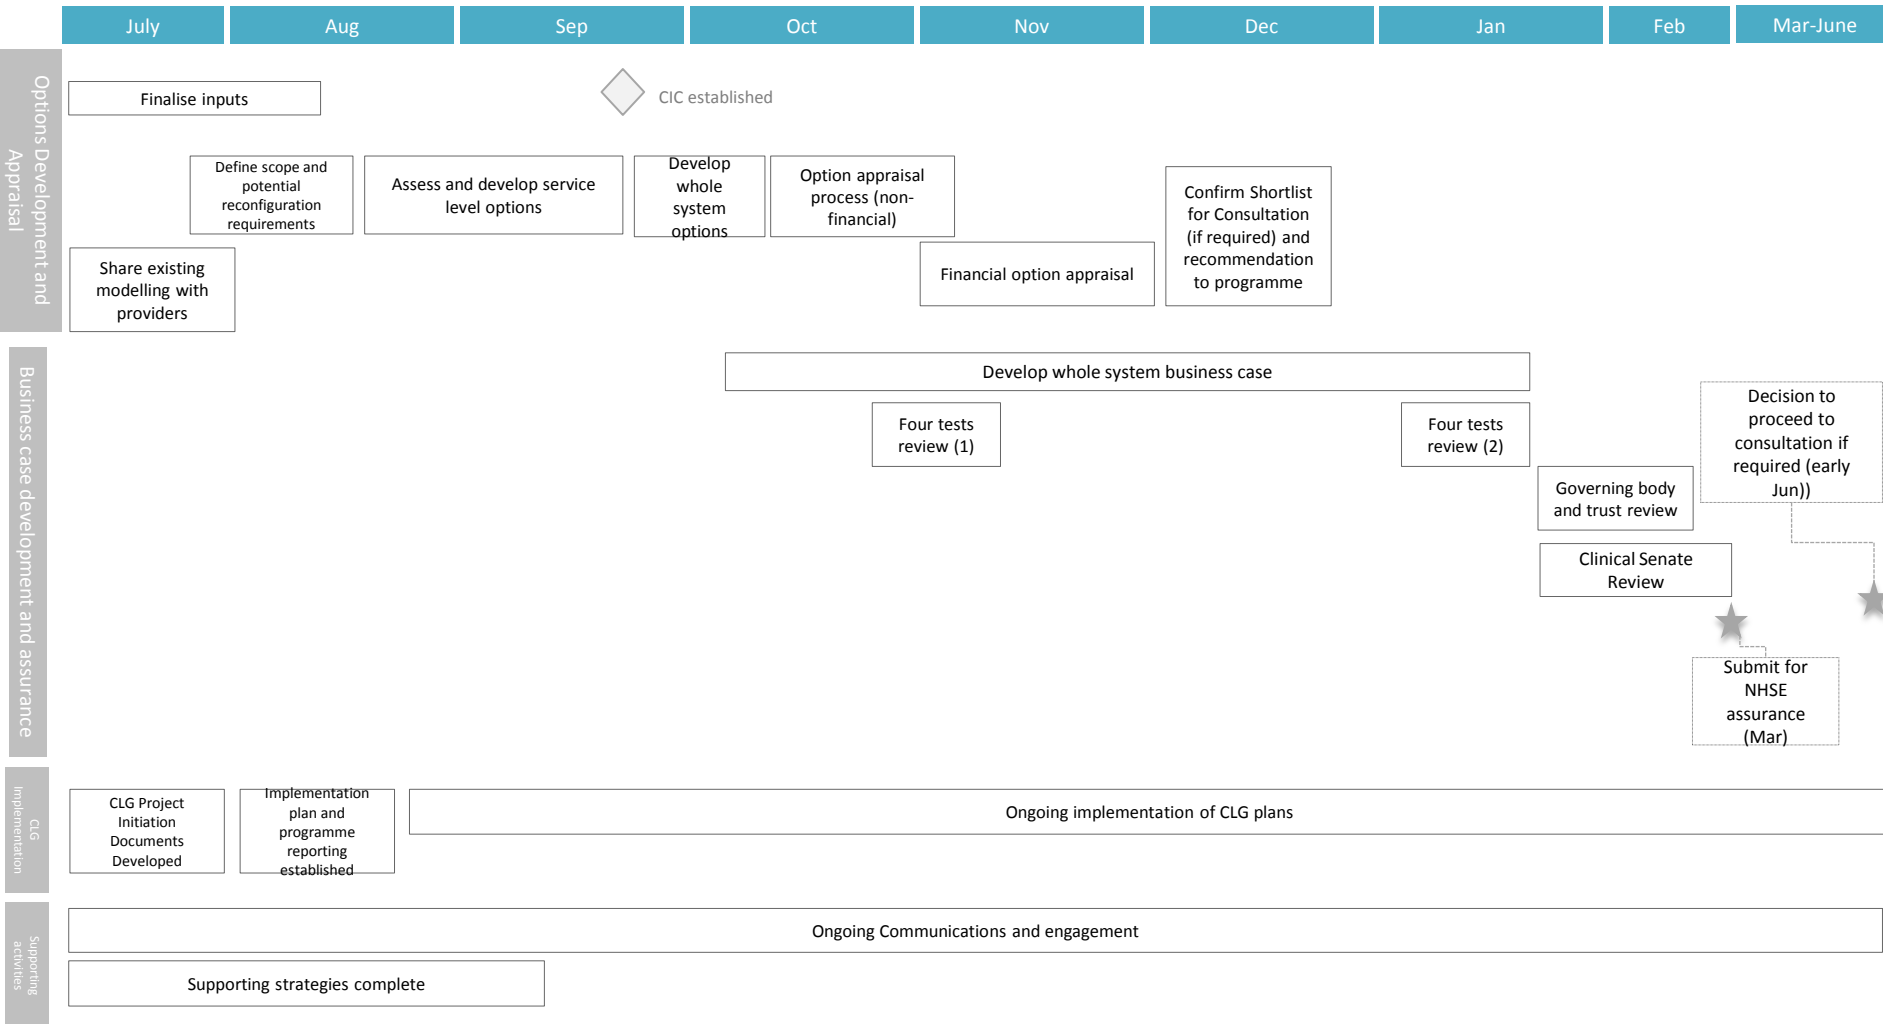 July
Aug
Sep
Oct
Nov
Dec
Jan
Feb
Mar-June
Options Development and
Appraisal
Finalise inputs
CIC established
Define scope and
potential
reconfiguration
requirements
Assess and develop service
level options
Develop
whole
system
options
Option appraisal
process (non-
financial)
Confirm Shortlist
for Consultation
(if required) and
recommendation
to programme
Share existing
modelling with
providers
Financial option appraisal
Business case development and assurance
Develop whole system business case
Four tests
review (1)
Four tests
review (2)
Decision to
proceed to
consultation if
required (early
Jun))
Governing body
and trust review
Clinical Senate
Review
Submit for
NHSE
assurance
(Mar)
CLG
Implementation
CLG Project
Initiation
Documents
Developed
Implementation
plan and
programme
reporting
established
Ongoing implementation of CLG plans
Supporting
activities
Ongoing Communications and engagement
Supporting strategies complete